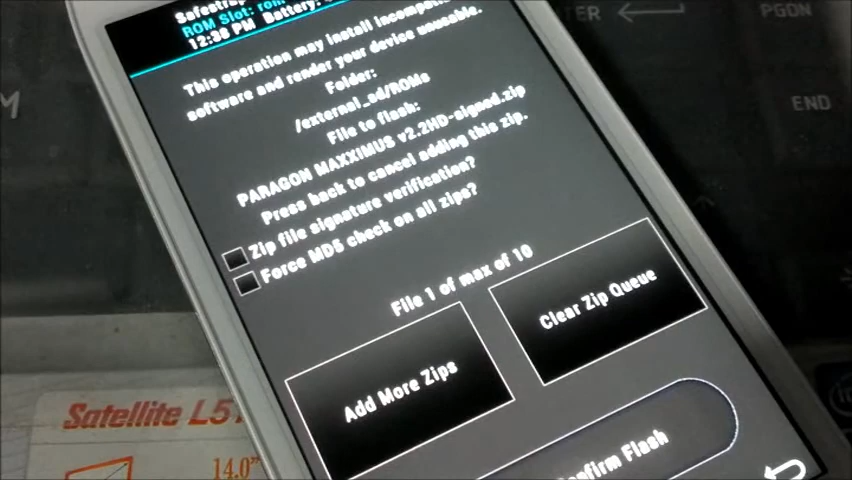 Safestrap
ROM Slot: rom
12:38 PM Battery:
This operation may install incompatible
software and render your device unuseable.
Folder:
/external_sd/ROMs
File to flash:
PARAGON MAXXIMUS v2.2HD-signed.zip
Press back to cancel adding this zip.
Zip file signature verification?
Force MD5 check on all zips?
File 1 of max of 10
Add More Zips
Clear Zip Queue
Confirm Flash
PGDN
END
Satellite L5
14.0"